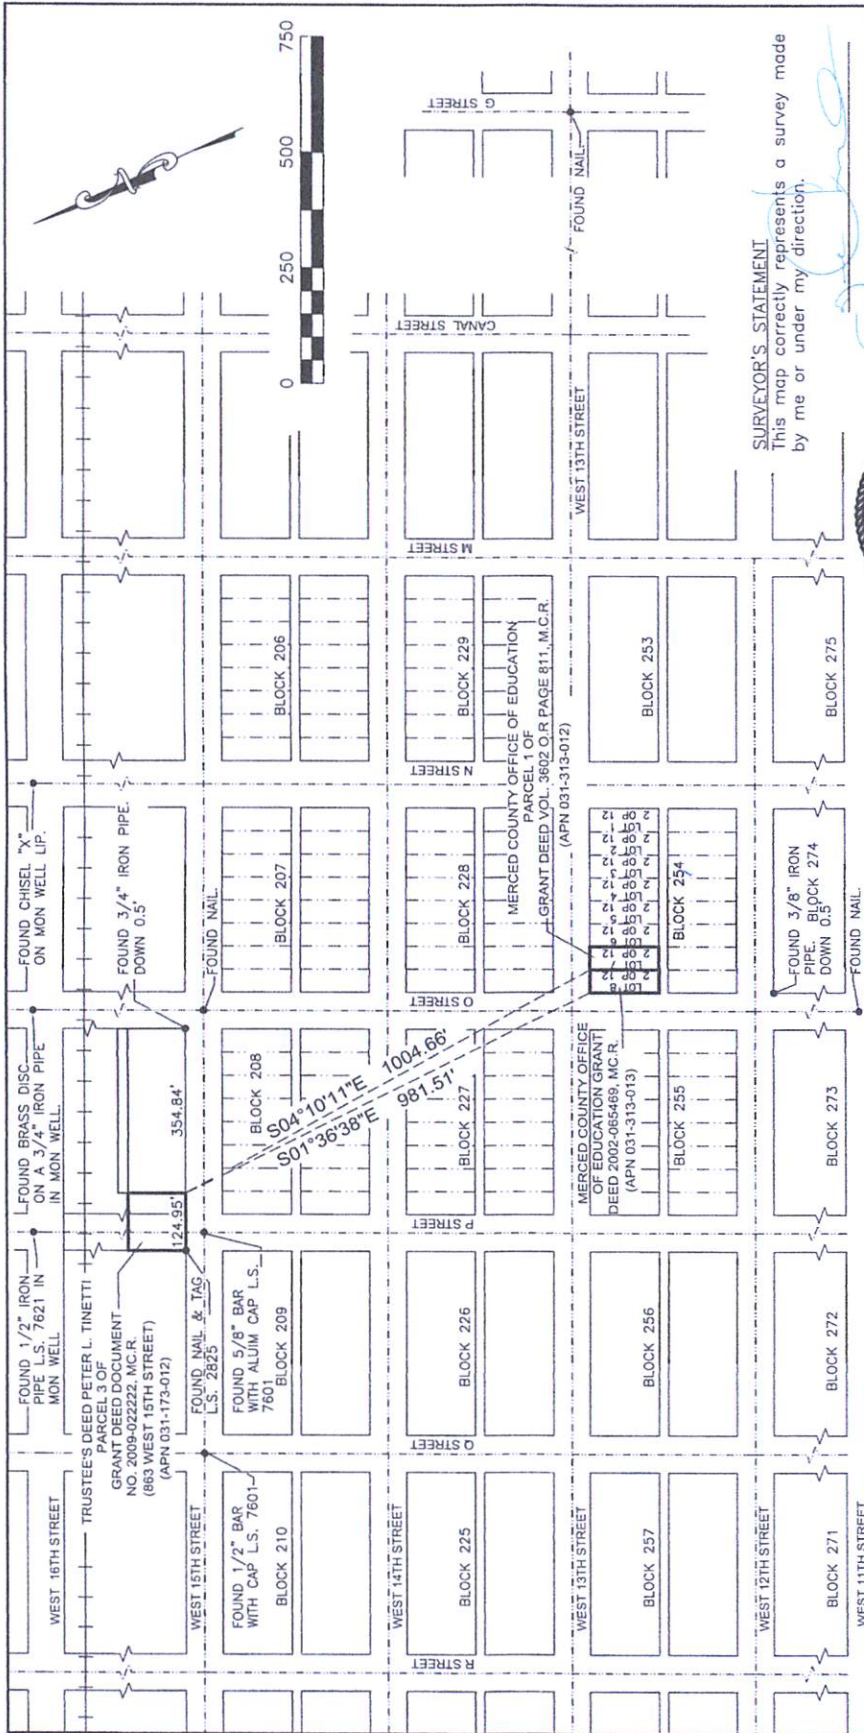 FOUND 1/2" IRON
PIPE L.S. 7621 IN
MON WELL
FOUND BRASS DISC
ON A 3/4" IRON PIPE
IN MON WELL.
FOUND CHISEL "X"
ON MON WELL LIP.
WEST 16TH STREET
TRUSTEE'S DEED PETER L. TINETTI
PARCEL 3 OF
GRANT DEED DOCUMENT
NO. 2009-022222, MC.R.
(863 WEST 15TH STREET)
(APN 031-173-012)
124.95'
354.84'
FOUND 3/4" IRON PIPE.
DOWN 0.5'
WEST 15TH STREET
FOUND NAIL & TAG
L.S. 2825
FOUND NAIL.
FOUND 1/2" BAR
WITH CAP L.S. 7601
FOUND 5/8" BAR
WITH ALUIM CAP L.S.
7601
BLOCK 210
BLOCK 209
BLOCK 208
BLOCK 207
BLOCK 206
S04°10'11"E 1004.66'
S01°36'38"E 981.51'
R STREET
Q STREET
P STREET
O STREET
N STREET
M STREET
CANAL STREET
G STREET
0 250 500 750
WEST 14TH STREET
BLOCK 225
BLOCK 226
BLOCK 227
BLOCK 228
BLOCK 229
MERCED COUNTY OFFICE OF EDUCATION
PARCEL 1 OF
GRANT DEED VOL. 3602 O.R PAGE 811, M.C.R.
(APN 031-313-012)
WEST 13TH STREET
WEST 13TH STREET
FOUND NAIL.
MERCED COUNTY OFFICE
OF EDUCATION GRANT
DEED 2002-065469, MC.R.
(APN 031-313-013)
LOT 8
BLOCK 257
BLOCK 256
BLOCK 255
BLOCK 254
BLOCK 253
WEST 12TH STREET
FOUND 3/8" IRON
PIPE. BLOCK 274
DOWN 0.5'
BLOCK 271
BLOCK 272
BLOCK 273
BLOCK 275
WEST 11TH STREET
FOUND NAIL.
SURVEYOR'S STATEMENT
This map correctly represents a survey made
by me or under my direction.